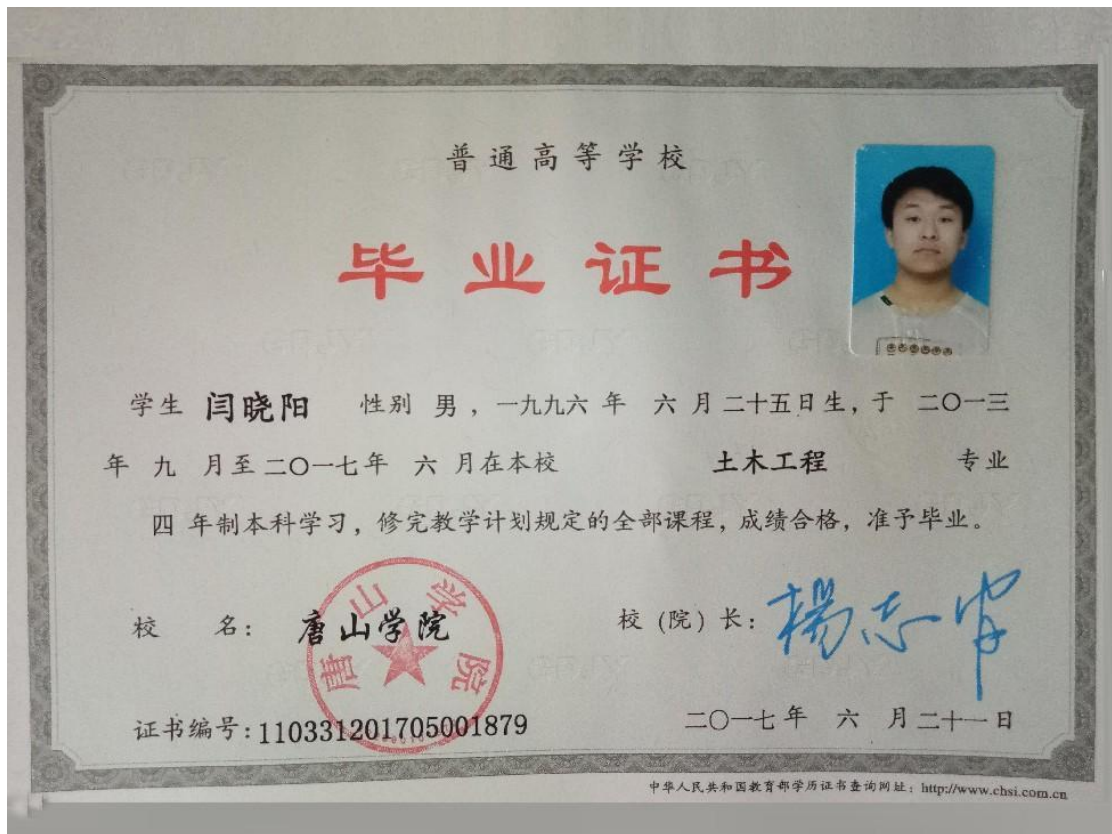 普通高等学校
毕业证书
学生 闫晓阳 性别 男，一九九六 年 六 月 二十五日生，于 二〇一三
年 九 月至 二〇一七年 六 月在本校 土木工程 专业
四 年制本科学习，修完教学计划规定的全部课程，成绩合格，准予毕业。
校 名： 唐山学院 校（院）长：
唐山学院
证书编号：110331201705001879 二〇一七年 六 月二十一日
中华人民共和国教育部学历证书查询网址：http://www.chsi.com.cn